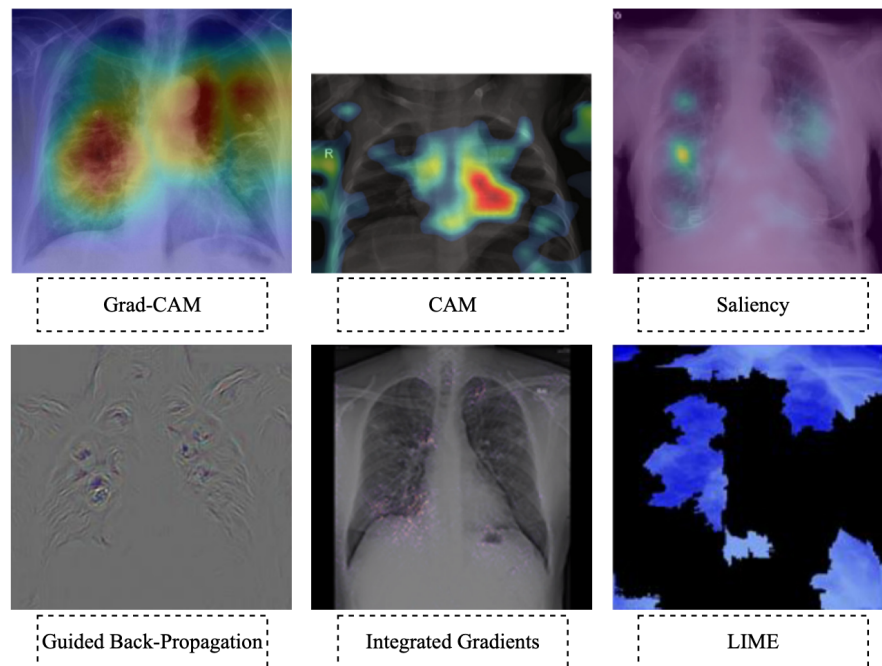 R
Grad-CAM
CAM
Saliency
Guided Back-Propagation
Integrated Gradients
LIME